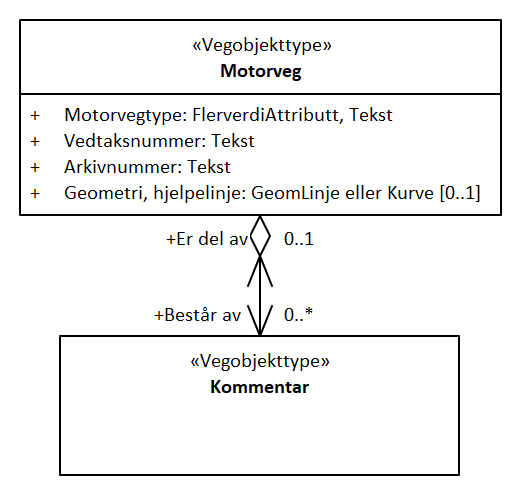 «Vegobjekttype»
Motorveg
+ Motorvegtype: FlerverdiAttributt, Tekst
+ Vedtaksnummer: Tekst
+ Arkivnummer: Tekst
+ Geometri, hjelpelinje: GeomLinje eller Kurve [0..1]
+Er del av 0..1
+Består av 0..*
«Vegobjekttype»
Kommentar